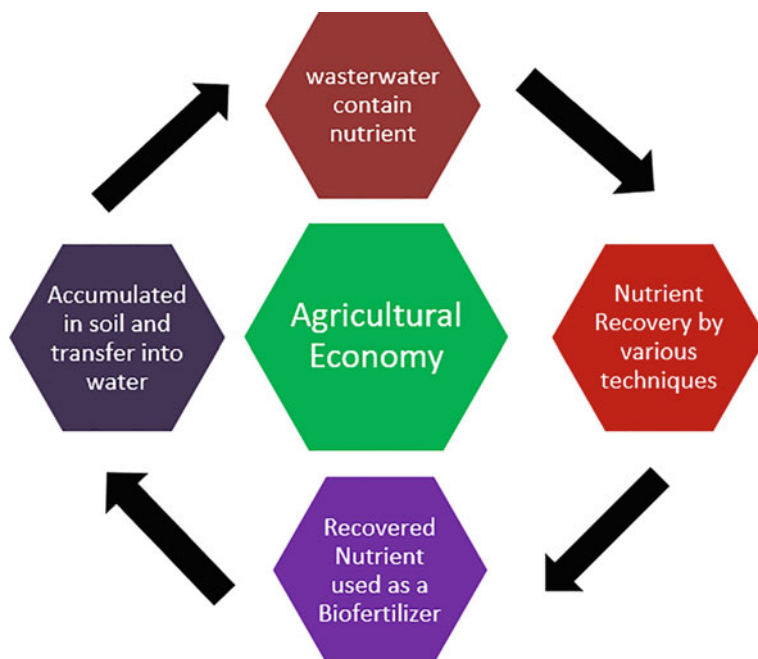 wasterwater
contain
nutrient
Nutrient
Recovery by
various
techniques
Recovered
Nutrient
used as a
Biofertilizer
Accumulated
in soil and
transfer into
water
Agricultural
Economy